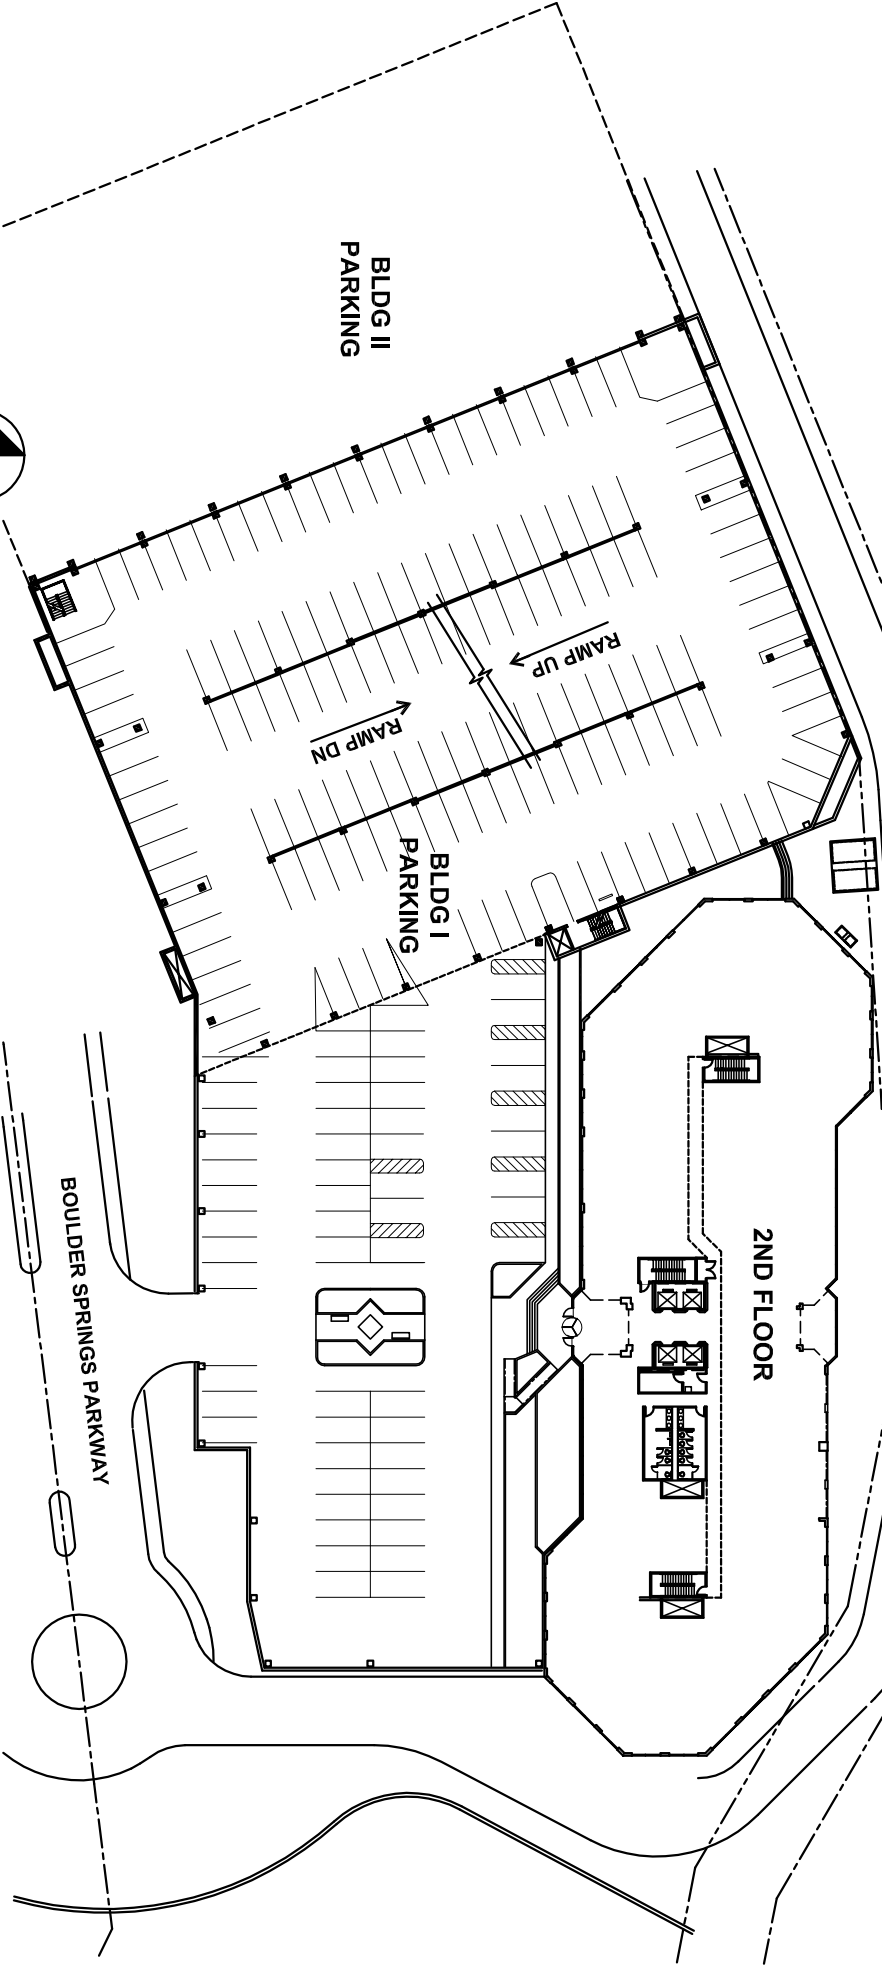 BLDG II
PARKING
RAMP UP
RAMP DN
BLDG I
PARKING
2ND FLOOR
BOULDER SPRINGS PARKWAY